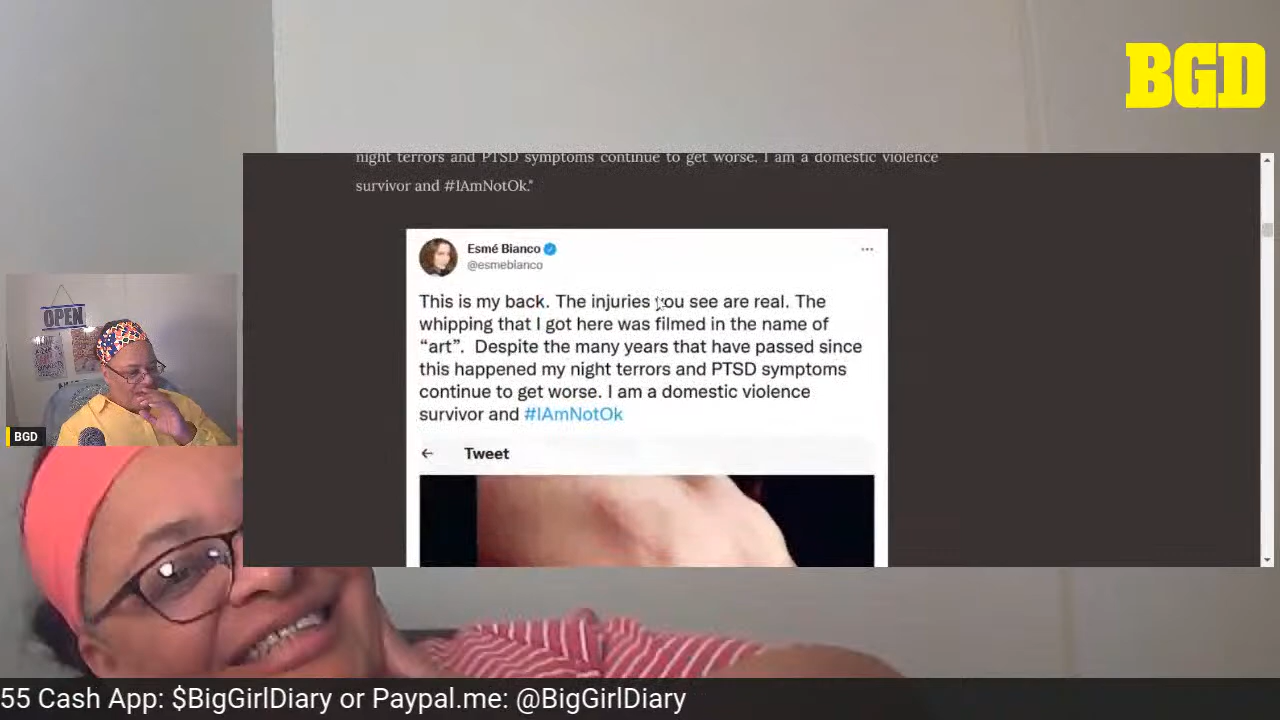 BGD
night terrors and PTSD symptoms continue to get worse. I am a domestic violence
survivor and #IAmNotOk."
Esmé Bianco
@esmebianco
This is my back. The injuries you see are real. The
whipping that I got here was filmed in the name of
“art”. Despite the many years that have passed since
this happened my night terrors and PTSD symptoms
continue to get worse. I am a domestic violence
survivor and #IAmNotOk
Tweet
OPEN
BGD
55 Cash App: $BigGirlDiary or Paypal.me: @BigGirlDiary